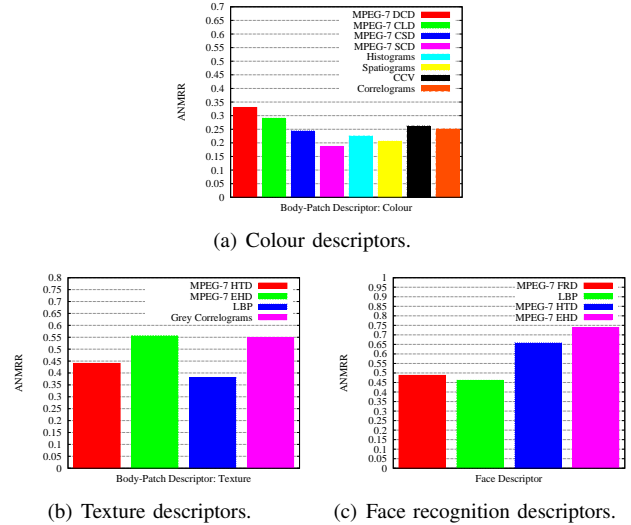 0.7
0.65
0.6
0.55
0.5
0.45
0.4
0.35
0.3
0.25
0.2
0.15
0.1
0.05
0
ANMRR
MPEG-7 DCD
MPEG-7 CLD
MPEG-7 CSD
MPEG-7 SCD
Histograms
Spatiograms
CCV
Correlograms
Body-Patch Descriptor: Colour
(a) Colour descriptors.
0.8
0.75
0.7
0.65
0.6
0.55
0.5
0.45
0.4
0.35
0.3
0.25
0.2
0.15
0.1
0.05
0
ANMRR
MPEG-7 HTD
MPEG-7 EHD
LBP
Grey Correlograms
Body-Patch Descriptor: Texture
(b) Texture descriptors.
1
0.95
0.9
0.85
0.8
0.75
0.7
0.65
0.6
0.55
0.5
0.45
0.4
0.35
0.3
0.25
0.2
0.15
0.1
0.05
0
ANMRR
MPEG-7 FRD
LBP
MPEG-7 HTD
MPEG-7 EHD
Face Descriptor
(c) Face recognition descriptors.